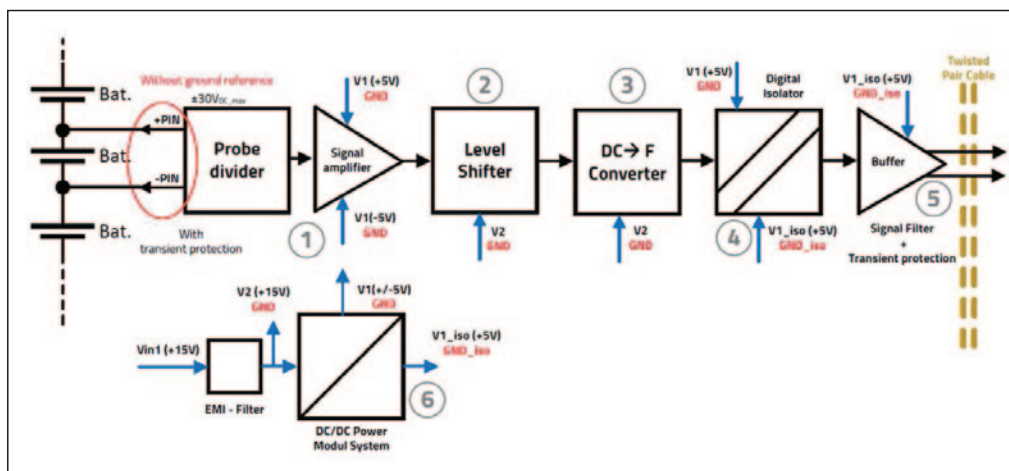 Twisted
Pair Cable
Bat.
Bat.
Bat.
Without ground reference
±30VDC_max
+PIN
-PIN
With
transient protection
Probe
divider
V1 (+5V)
GND
Signal
amplifier
V1(-5V)
GND
1
2
Level
Shifter
V2
GND
3
DC→ F
Converter
V2
GND
V1 (+5V)
GND
Digital
Isolator
4
V1_iso (+5V)
GND_iso
V1_iso (+5V)
GND_iso
Buffer
5
Signal Filter
+
Transient protection
Vin1 (+15V)
EMI - Filter
V2 (+15V)
GND
V1(+/-5V)
GND
V1_iso (+5V)
GND_iso
6
DC/DC Power
Modul System